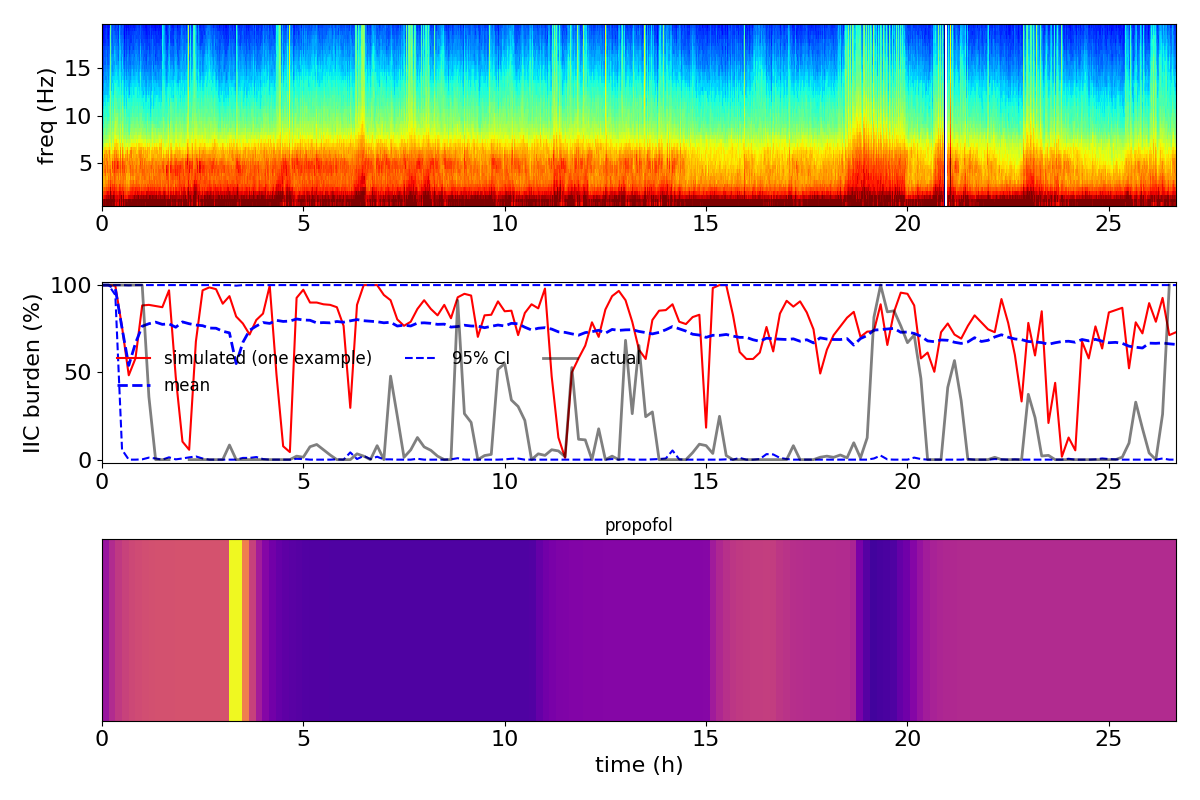 freq (Hz)
15
10
5
0 5 10 15 20 25
IIC burden (%)
100
50
0
simulated (one example) 95% CI actual
mean
0 5 10 15 20 25
propofol
0 5 10 15 20 25
time (h)